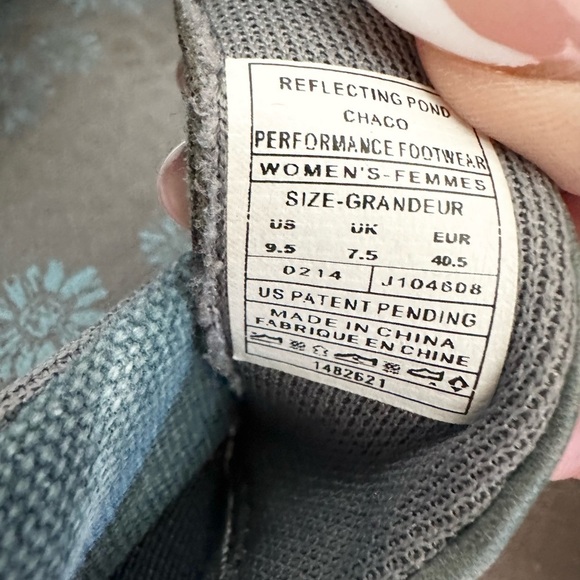 REFLECTING POND
CHACO
PERFORMANCE FOOTWEAR
WOMEN'S-FEMMES
SIZE-GRANDEUR
US UK EUR
9.5 7.5 40.5
0214 J104608
US PATENT PENDING
MADE IN CHINA
FABRIQUE EN CHINE
1482621